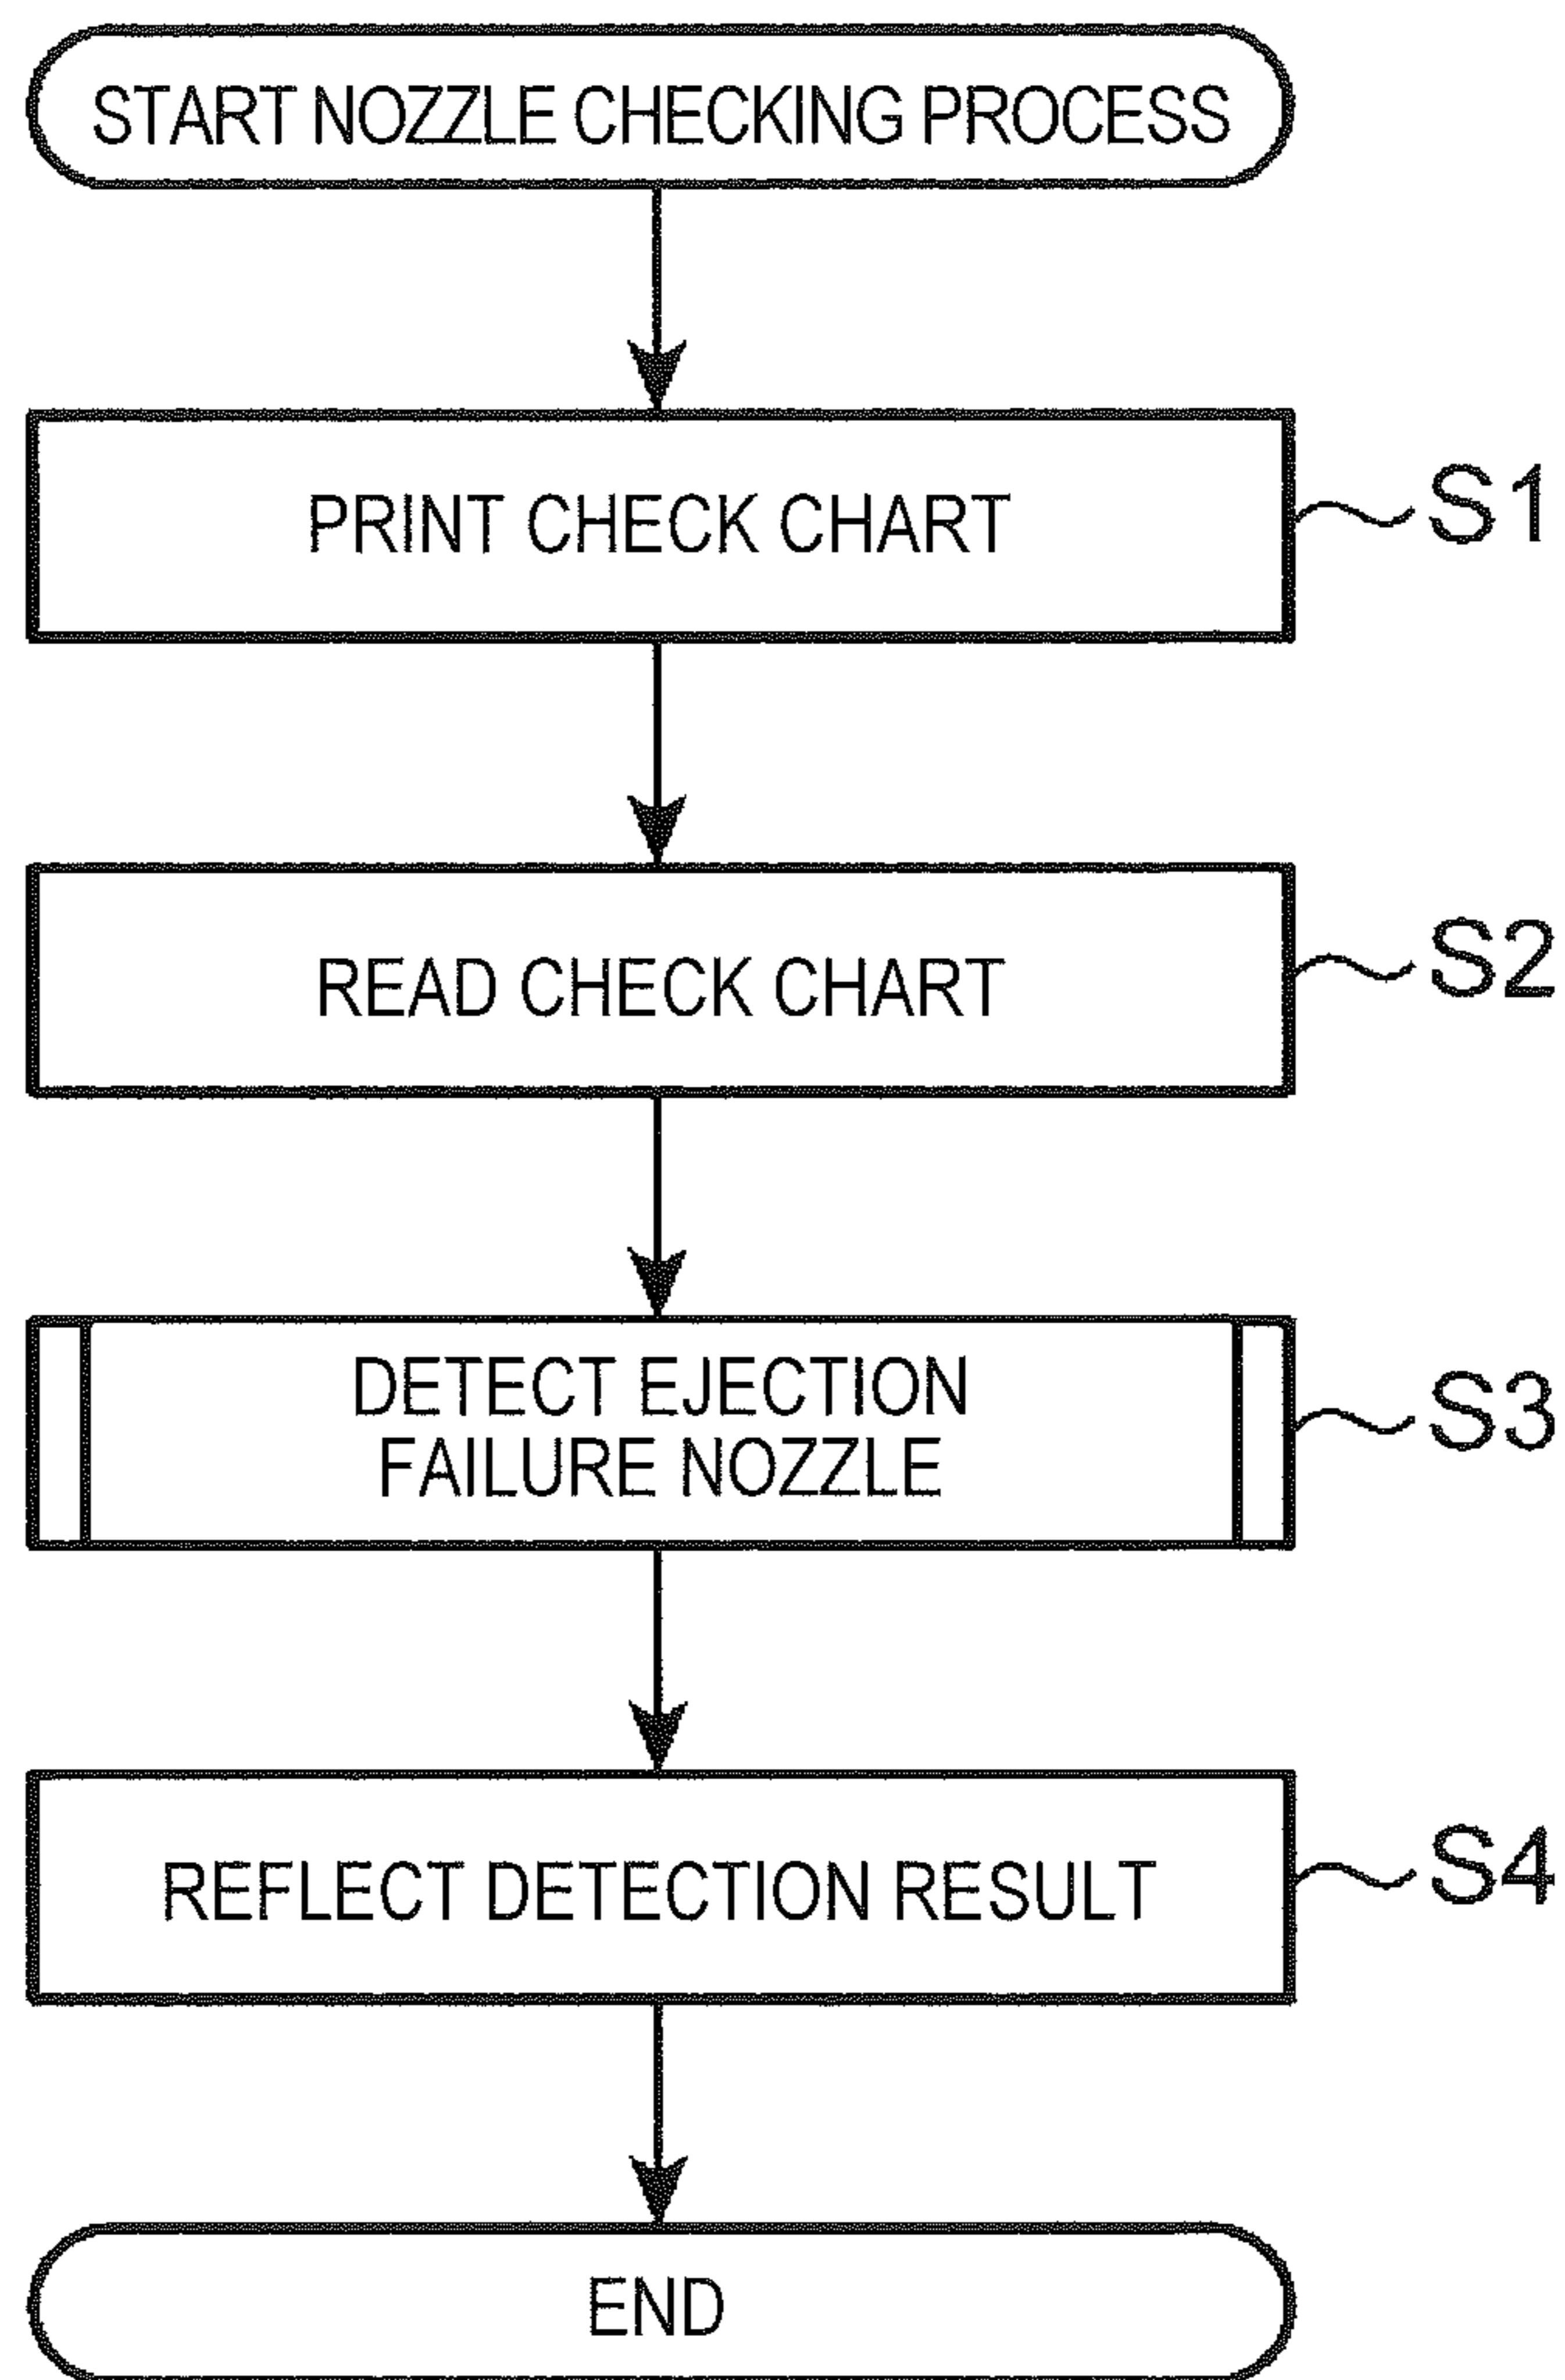 START NOZZLE CHECKING PROCESS
PRINT CHECK CHART
S1
READ CHECK CHART
S2
DETECT EJECTION
FAILURE NOZZLE
S3
REFLECT DETECTION RESULT
S4
END